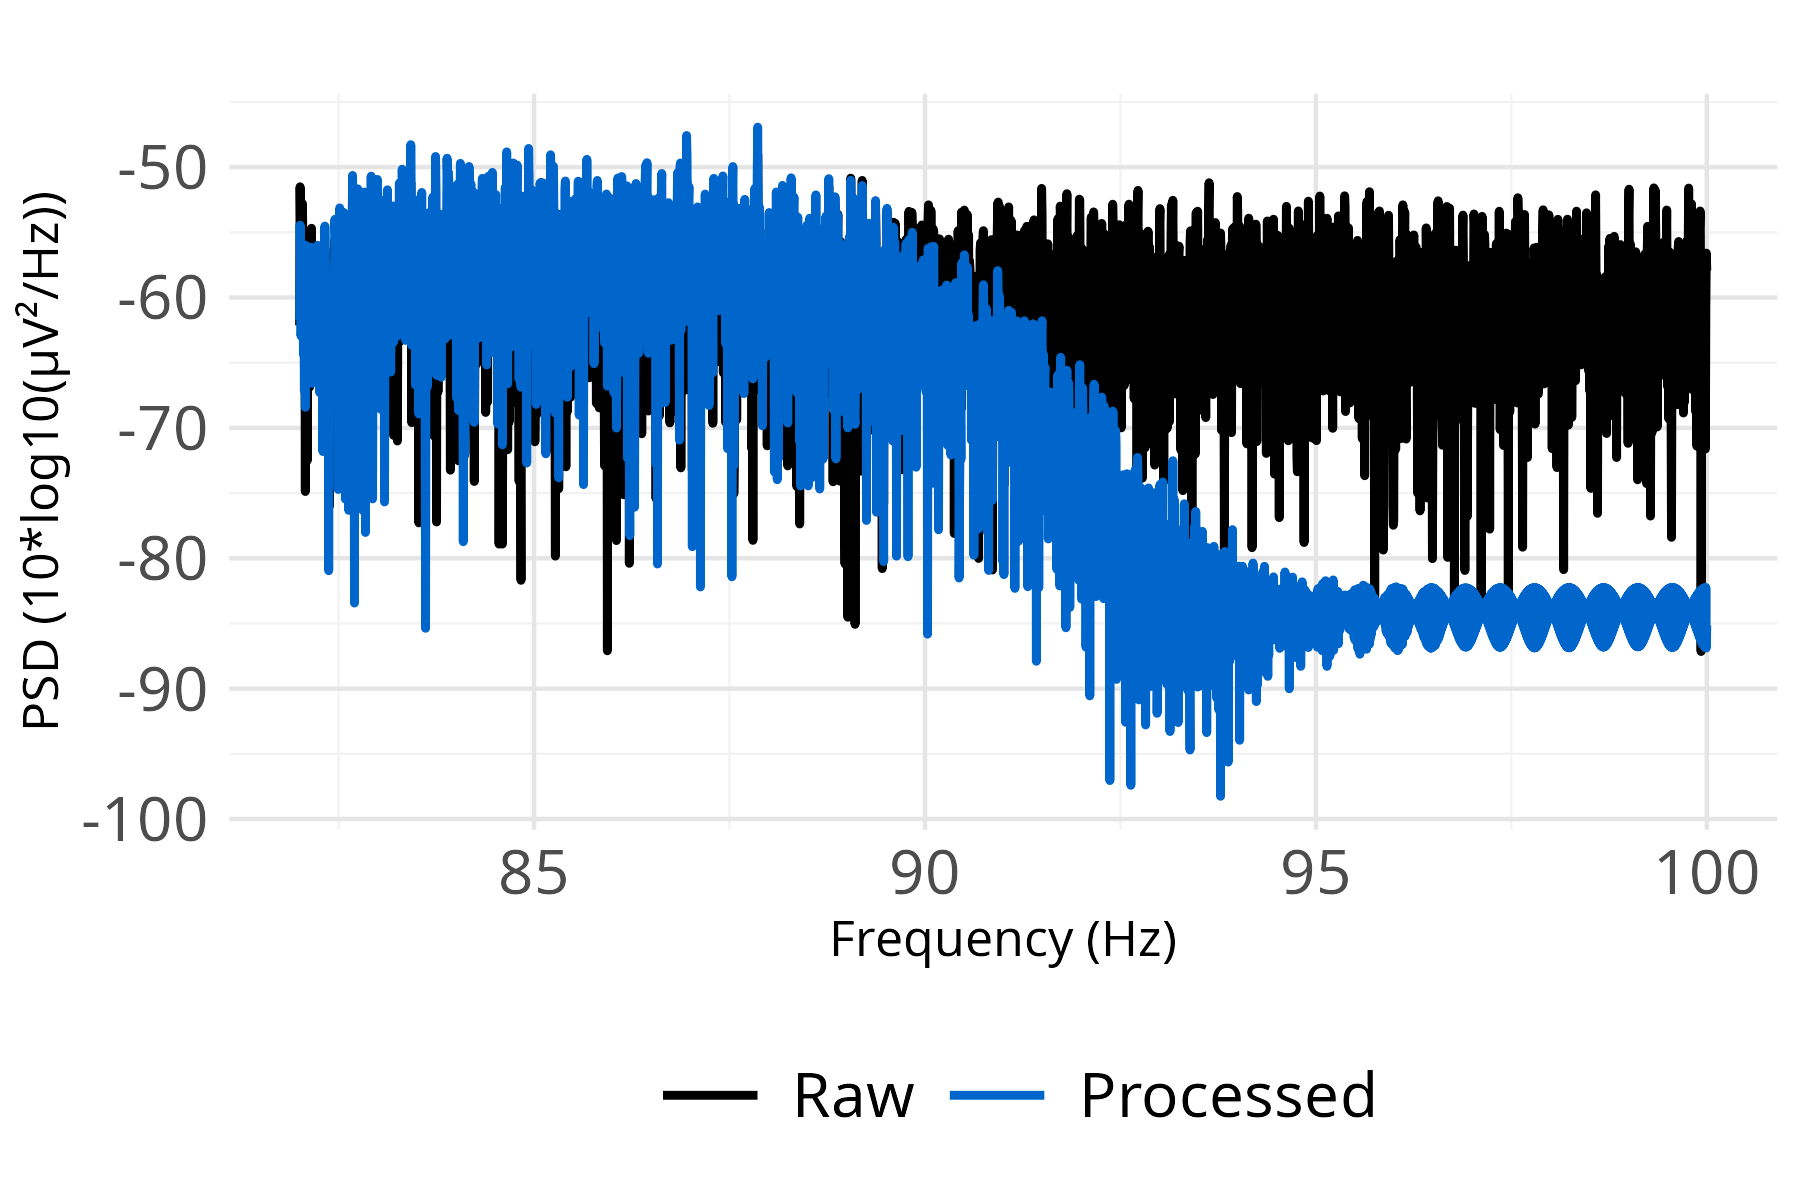 PSD (10*log10(µV²/Hz))
-50
-60
-70
-80
-90
-100
85 90 95 100
Frequency (Hz)
Raw Processed